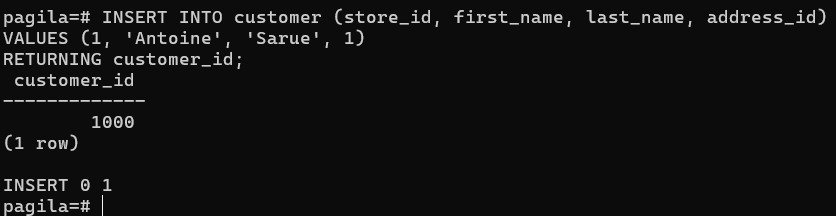 pagila=# INSERT INTO customer (store_id, first_name, last_name, address_id)
VALUES (1, 'Antoine', 'Sarue', 1)
RETURNING customer_id;
 customer_id
-------------
        1000
(1 row)

INSERT 0 1
pagila=#